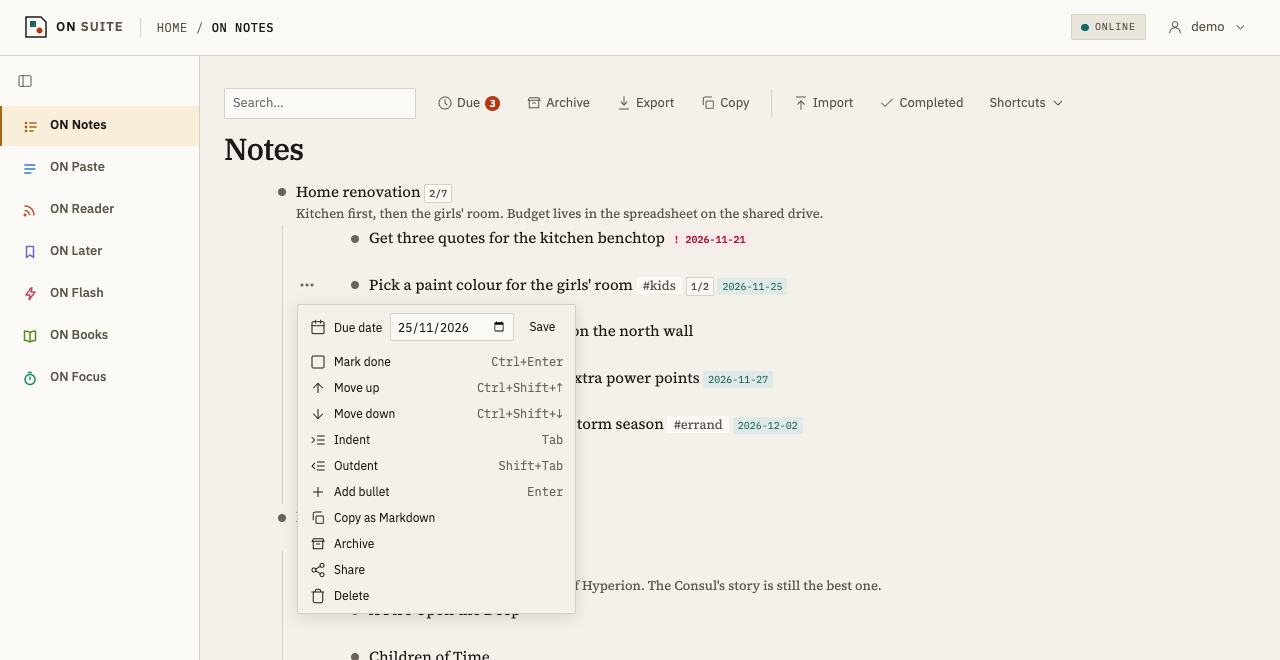 ON SUITE HOME / ON NOTES ONLINE demo
Search... Due 3 Archive Export Copy Import Completed Shortcuts
ON Notes
ON Paste
ON Reader
ON Later
ON Flash
ON Books
ON Focus
Notes
Home renovation 2/7
Kitchen first, then the girls' room. Budget lives in the spreadsheet on the shared drive.
Get three quotes for the kitchen benchtop ! 2026-11-21
Pick a paint colour for the girls' room #kids 1/2 2026-11-25
on the north wall
power points 2026-11-27
season #errand 2026-12-02
Due date 25/11/2026 Save
Mark done Ctrl+Enter
Move up Ctrl+Shift+↑
Move down Ctrl+Shift+↓
Indent Tab
Outdent Shift+Tab
Add bullet Enter
Copy as Markdown
Archive
Share
Delete
Hyperion. The Consul's story is still the best one.
Children of Time